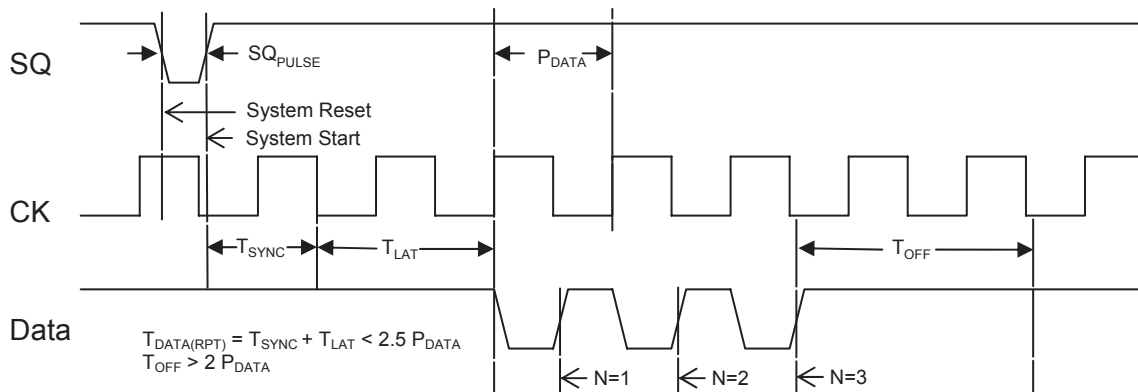 SQ
SQPULSE
PDATA
System Reset
System Start
CK
TSYNC
TLAT
TOFF
Data
TDATA(RPT) = TSYNC + TLAT < 2.5 PDATA
TOFF > 2 PDATA
N=1
N=2
N=3